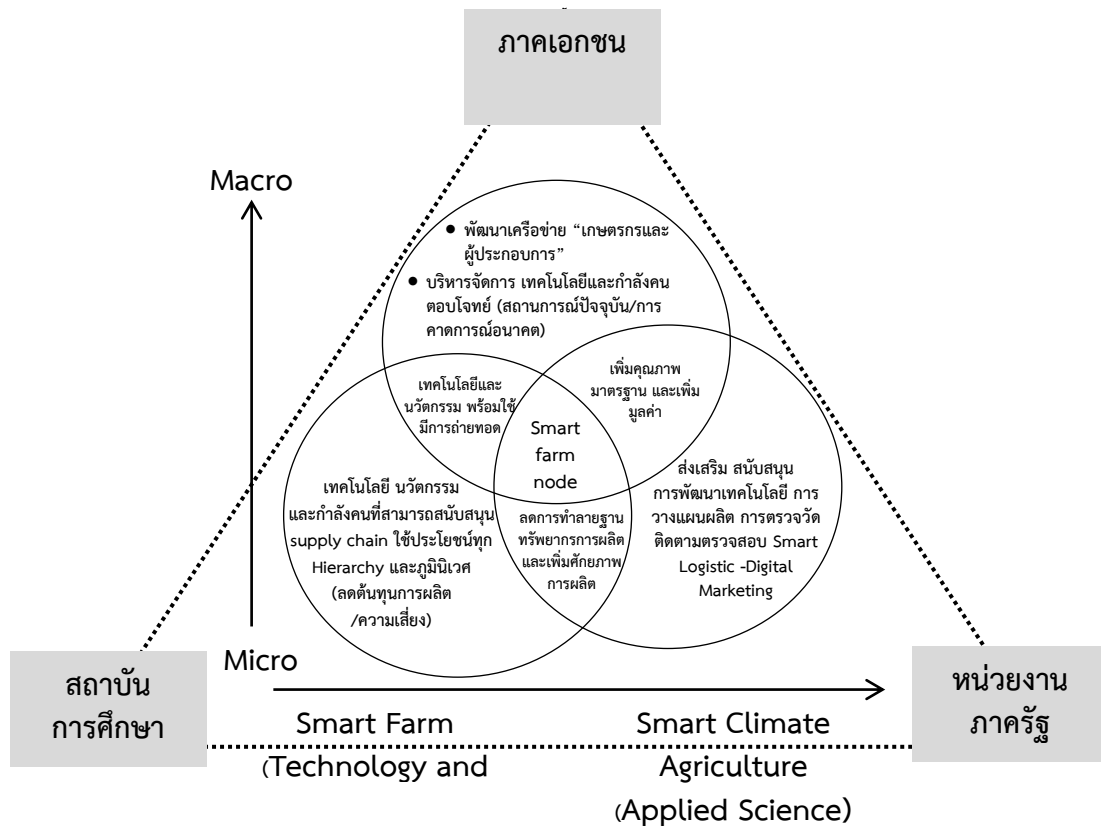 ภาคเอกชน
Macro
● พัฒนาเครือข่าย “เกษตรกรและ
ผู้ประกอบการ”
● บริหารจัดการ เทคโนโลยีและกำลังคน
ตอบโจทย์ (สถานการณ์ปัจจุบัน/การ
คาดการณ์อนาคต)
เทคโนโลยีและ
นวัตกรรม พร้อมใช้
มีการถ่ายทอด
เพิ่มคุณภาพ
มาตรฐาน และเพิ่ม
มูลค่า
Smart
farm
node
เทคโนโลยี นวัตกรรม
และกำลังคนที่สามารถสนับสนุน
supply chain ใช้ประโยชน์ทุก
Hierarchy และภูมินิเวศ
(ลดต้นทุนการผลิต
/ความเสี่ยง)
ลดการทำลายฐาน
ทรัพยากรการผลิต
และเพิ่มศักยภาพ
การผลิต
ส่งเสริม สนับสนุน
การพัฒนาเทคโนโลยี การ
วางแผนผลิต การตรวจวัด
ติดตามตรวจสอบ Smart
Logistic -Digital
Marketing
Micro
สถาบัน
การศึกษา
หน่วยงาน
ภาครัฐ
Smart Farm
(Technology and
Smart Climate
Agriculture
(Applied Science)